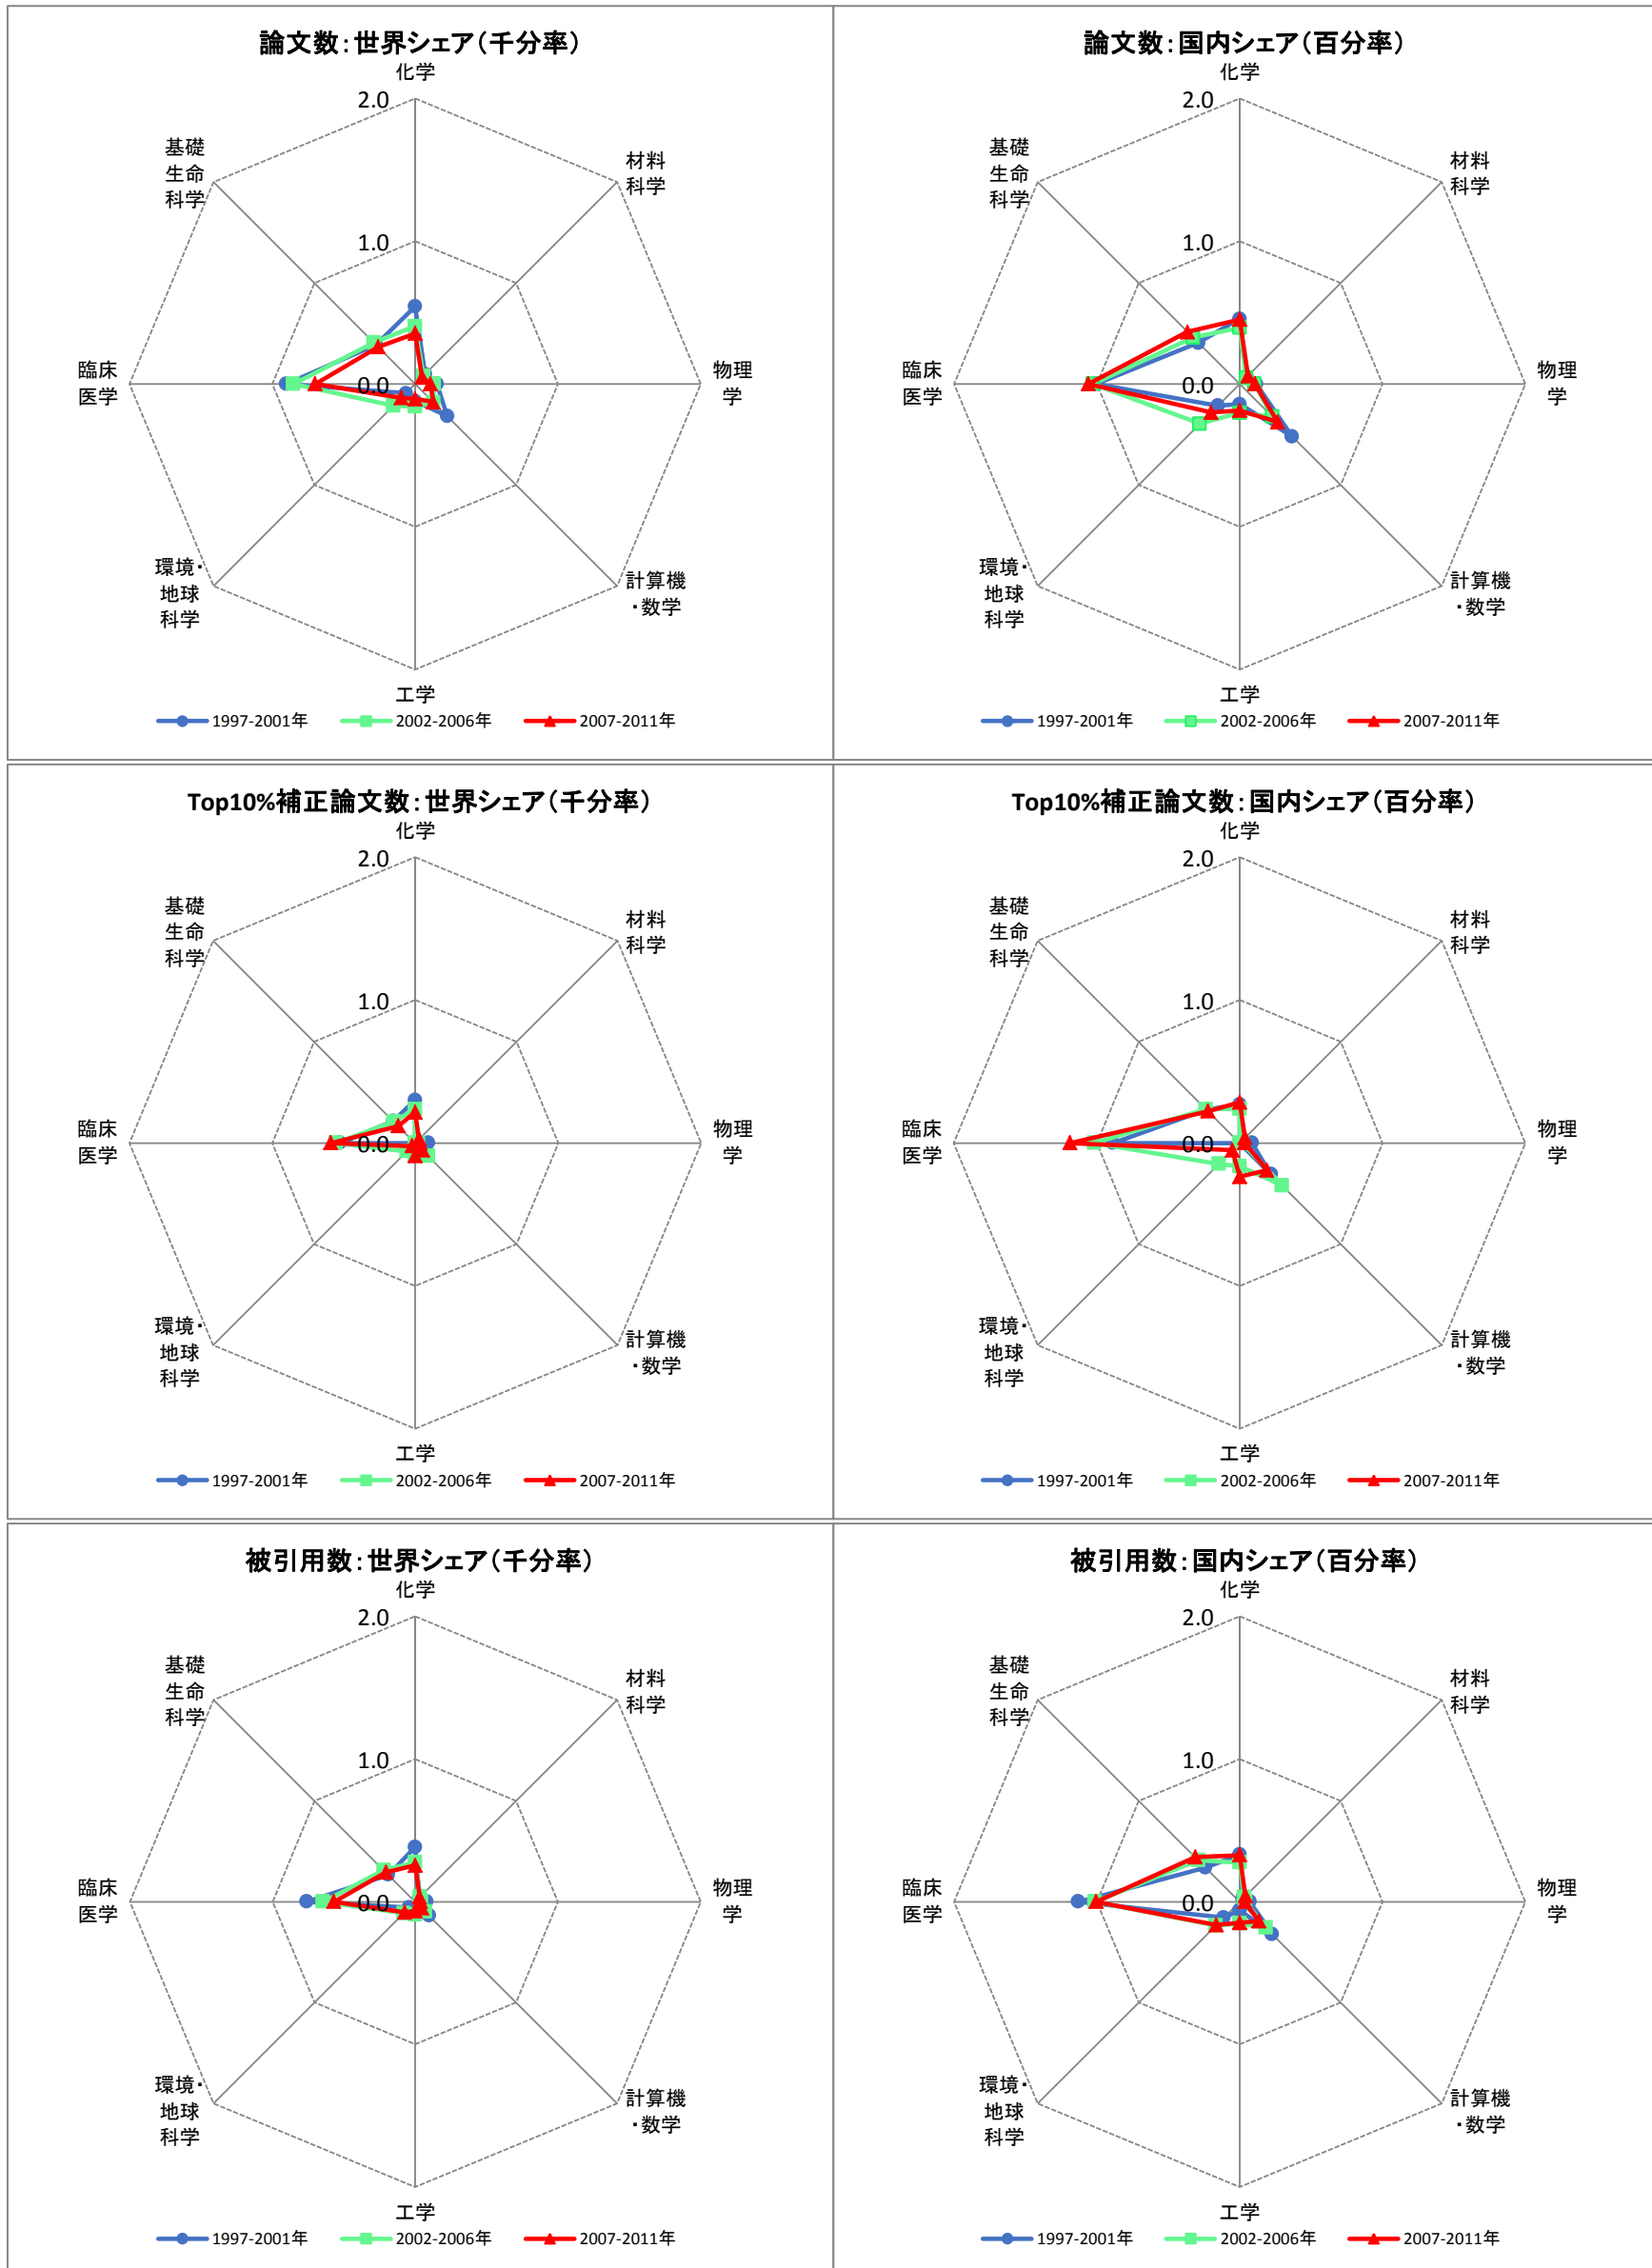 論文数：世界シェア（千分率）
化学
2.0
基礎
生命
科学
材料
科学
1.0
臨床
医学
0.0
物理
学
環境・
地球
科学
計算機
・数学
工学
1997-2001年 2002-2006年 2007-2011年
論文数：国内シェア（百分率）
化学
2.0
基礎
生命
科学
材料
科学
1.0
臨床
医学
0.0
物理
学
環境・
地球
科学
計算機
・数学
工学
1997-2001年 2002-2006年 2007-2011年
Top10%補正論文数：世界シェア（千分率）
化学
2.0
基礎
生命
科学
材料
科学
1.0
臨床
医学
0.0
物理
学
環境・
地球
科学
計算機
・数学
工学
1997-2001年 2002-2006年 2007-2011年
Top10%補正論文数：国内シェア（百分率）
化学
2.0
基礎
生命
科学
材料
科学
1.0
臨床
医学
0.0
物理
学
環境・
地球
科学
計算機
・数学
工学
1997-2001年 2002-2006年 2007-2011年
被引用数：世界シェア（千分率）
化学
2.0
基礎
生命
科学
材料
科学
1.0
臨床
医学
0.0
物理
学
環境・
地球
科学
計算機
・数学
工学
1997-2001年 2002-2006年 2007-2011年
被引用数：国内シェア（百分率）
化学
2.0
基礎
生命
科学
材料
科学
1.0
臨床
医学
0.0
物理
学
環境・
地球
科学
計算機
・数学
工学
1997-2001年 2002-2006年 2007-2011年